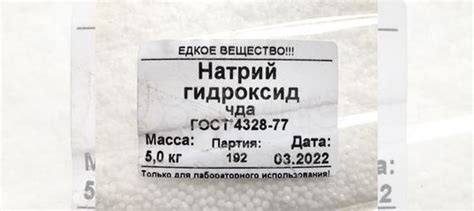 ЕДКОЕ ВЕЩЕСТВО!!!
Натрий
гидроксид
чда
ГОСТ 4328-77
Масса: Партия: Дата:
5,0 кг 192 03.2022
Только для лабораторного использования!